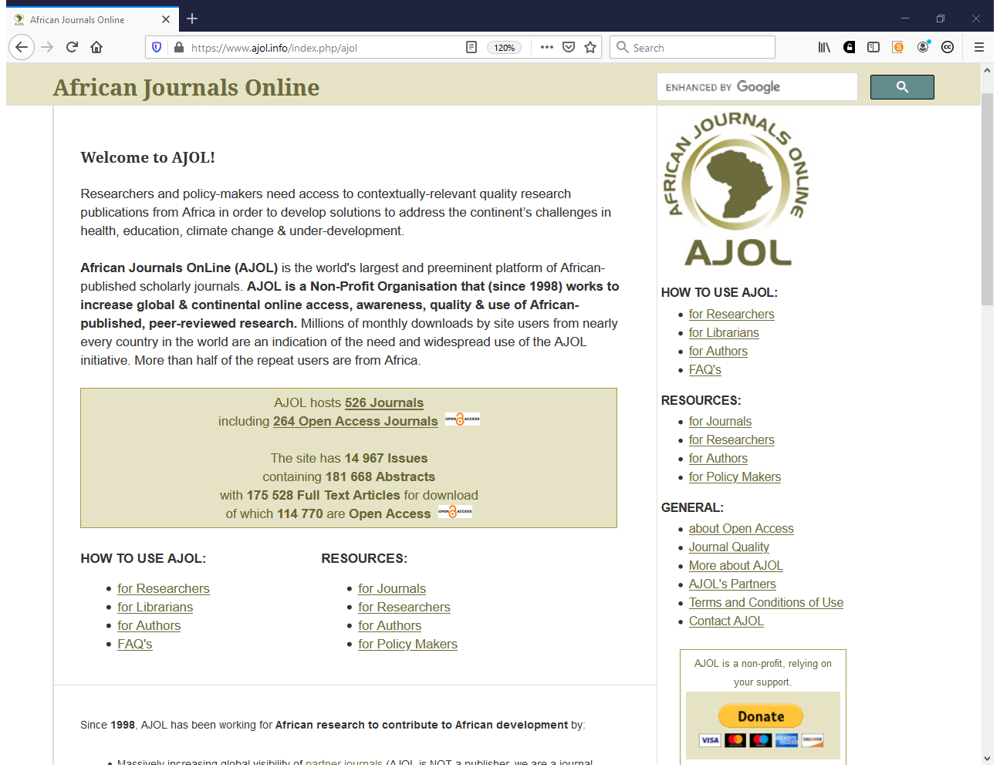 African Journals Online
https://www.ajol.info/index.php/ajol
120%
Search
African Journals Online
ENHANCED BY Google
Welcome to AJOL!
Researchers and policy-makers need access to contextually-relevant quality research
publications from Africa in order to develop solutions to address the continent’s challenges in
health, education, climate change & under-development.
African Journals OnLine (AJOL) is the world's largest and preeminent platform of African-
published scholarly journals. AJOL is a Non-Profit Organisation that (since 1998) works to
increase global & continental online access, awareness, quality & use of African-
published, peer-reviewed research. Millions of monthly downloads by site users from nearly
every country in the world are an indication of the need and widespread use of the AJOL
initiative. More than half of the repeat users are from Africa.
AJOL hosts 526 Journals
including 264 Open Access Journals OPEN ACCESS
The site has 14 967 Issues
containing 181 668 Abstracts
with 175 528 Full Text Articles for download
of which 114 770 are Open Access OPEN ACCESS
HOW TO USE AJOL:
for Researchers
for Librarians
for Authors
FAQ's
RESOURCES:
for Journals
for Researchers
for Authors
for Policy Makers
Since 1998, AJOL has been working for African research to contribute to African development by:
Massively increasing global visibility of partner journals (AJOL is NOT a publisher, we are a journal
AFRICAN JOURNALS ONLINE
AJOL
HOW TO USE AJOL:
for Researchers
for Librarians
for Authors
FAQ's
RESOURCES:
for Journals
for Researchers
for Authors
for Policy Makers
GENERAL:
about Open Access
Journal Quality
More about AJOL
AJOL's Partners
Terms and Conditions of Use
Contact AJOL
AJOL is a non-profit, relying on
your support.
Donate
VISA DISCOVER